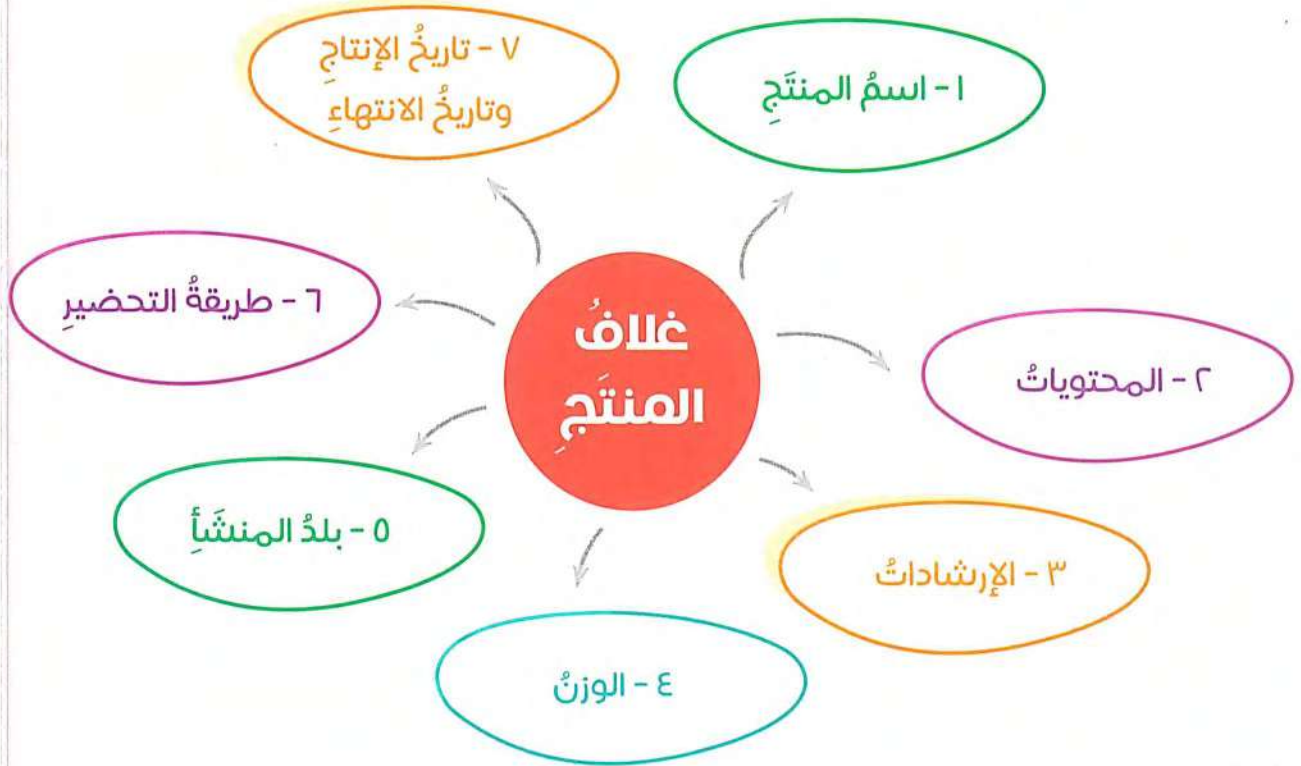 غلافُ
المنتَجِ
١ - اسمُ المنتَجِ
٢ - المحتوياتُ
٣ - الإرشاداتُ
٤ - الوزنُ
٥ - بلدُ المنشَأِ
٦ - طريقةُ التحضيرِ
٧ - تاريخُ الإنتاجِ
وتاريخُ الانتهاءِ